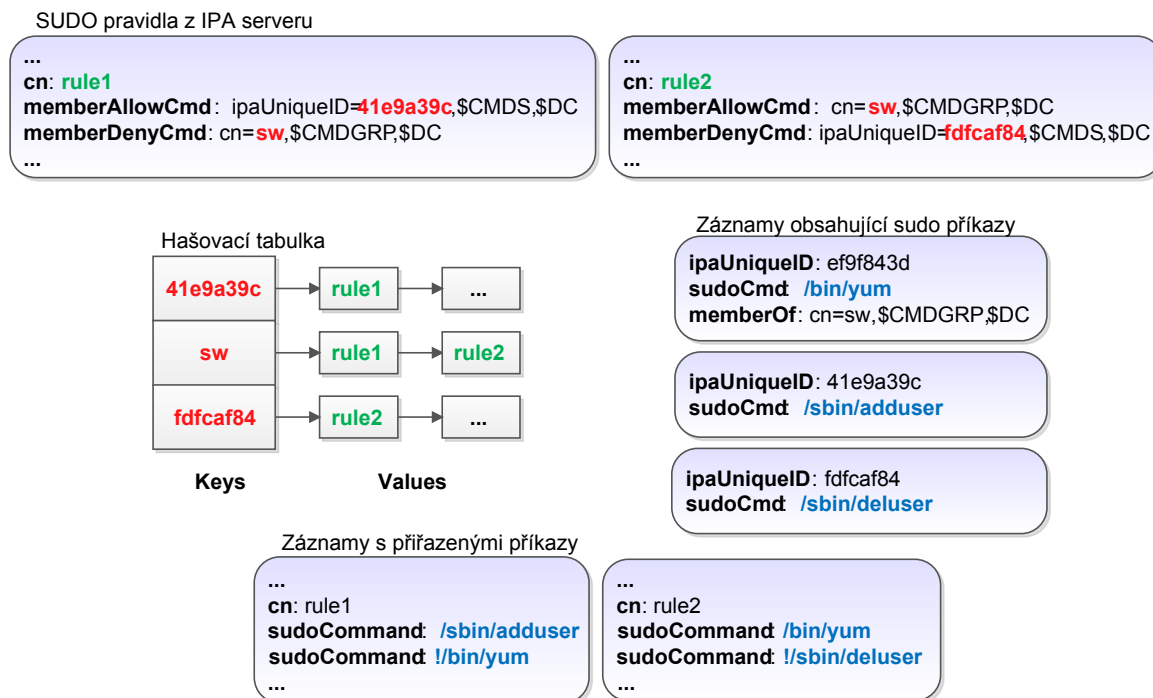 SUDO pravidla z IPA serveru
...
cn: rule1
memberAllowCmd: ipaUniqueID=41e9a39c,$CMDS,$DC
memberDenyCmd: cn=sw,$CMDGRP,$DC
...
...
cn: rule2
memberAllowCmd: cn=sw,$CMDGRP,$DC
memberDenyCmd: ipaUniqueID=fdfcaf84,$CMDS,$DC
...
Hašovací tabulka
41e9a39c rule1 ...
sw rule1 rule2
fdfcaf84 rule2 ...
Keys Values
Záznamy obsahující sudo příkazy
ipaUniqueID: ef9f843d
sudoCmd: /bin/yum
memberOf: cn=sw,$CMDGRP,$DC
ipaUniqueID: 41e9a39c
sudoCmd: /sbin/adduser
ipaUniqueID: fdfcaf84
sudoCmd: /sbin/deluser
Záznamy s přiřazenými příkazy
...
cn: rule1
sudoCommand: /sbin/adduser
sudoCommand: !/bin/yum
...
...
cn: rule2
sudoCommand: /bin/yum
sudoCommand: !/sbin/deluser
...